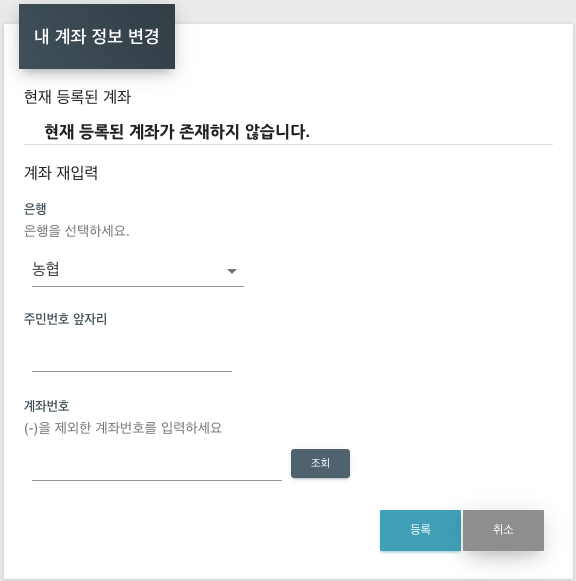 내 계좌 정보 변경
현재 등록된 계좌
현재 등록된 계좌가 존재하지 않습니다.
계좌 재입력
은행
은행을 선택하세요.
농협
주민번호 앞자리
계좌번호
(-)을 제외한 계좌번호를 입력하세요
조회
등록 취소